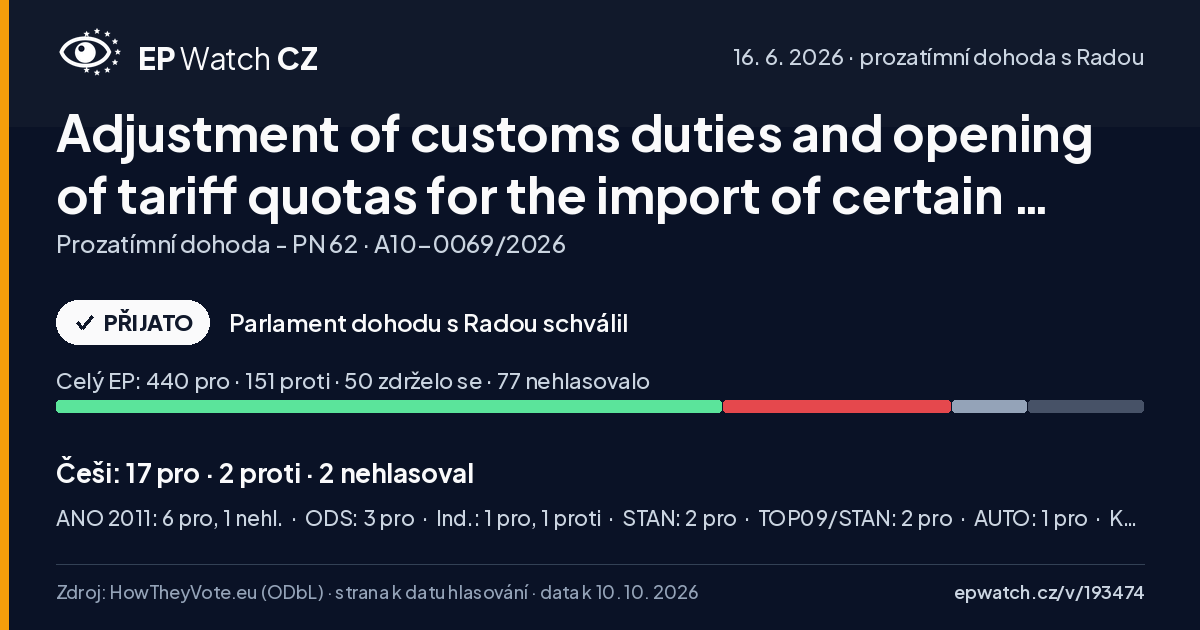 EP Watch CZ
16. 6. 2026 · prozatímní dohoda s Radou
Adjustment of customs duties and opening
of tariff quotas for the import of certain …
Prozatímní dohoda – PN 62 · A10–0069/2026
✓ PŘIJATO
Parlament dohodu s Radou schválil
Celý EP: 440 pro · 151 proti · 50 zdrželo se · 77 nehlasovalo
Češi: 17 pro · 2 proti · 2 nehlasoval
ANO 2011: 6 pro, 1 nehl. · ODS: 3 pro · Ind.: 1 pro, 1 proti · STAN: 2 pro · TOP09/STAN: 2 pro · AUTO: 1 pro · K…
Zdroj: HowTheyVote.eu (ODbL) · strana k datu hlasování · data k 10. 10. 2026
epwatch.cz/v/193474